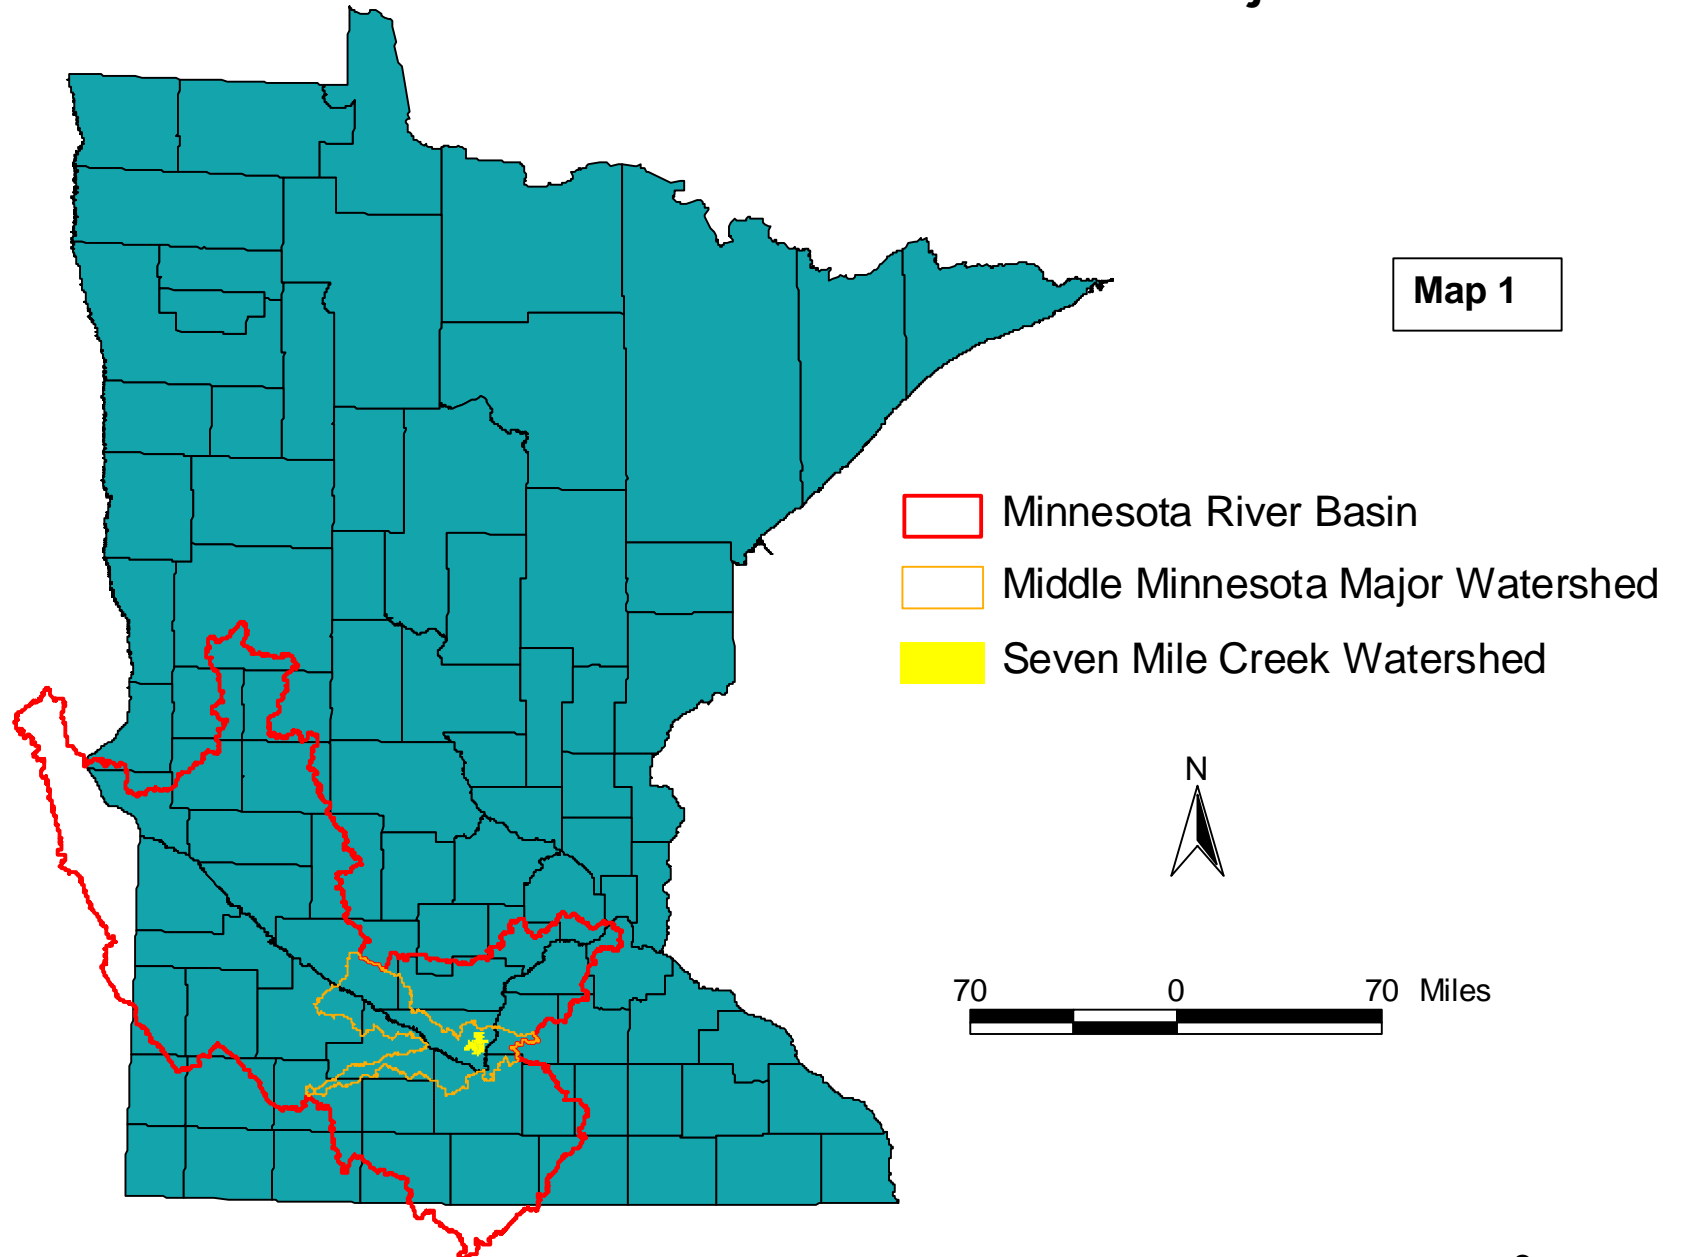 Map 1
Minnesota River Basin
Middle Minnesota Major Watershed
Seven Mile Creek Watershed
N
70 0 70 Miles